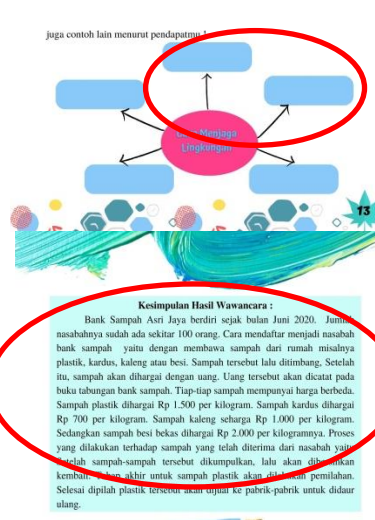 juga contoh lain menurut pendapatmu !
Cara Menjaga
Lingkungan
13
Kesimpulan Hasil Wawancara :
Bank Sampah Asri Jaya berdiri sejak bulan Juni 2020. Jumlah
nasabahnya sudah ada sekitar 100 orang. Cara mendaftar menjadi nasabah
bank sampah yaitu dengan membawa sampah dari rumah misalnya
plastik, kardus, kaleng atau besi. Sampah tersebut lalu ditimbang, Setelah
itu, sampah akan dihargai dengan uang. Uang tersebut akan dicatat pada
buku tabungan bank sampah. Tiap-tiap sampah mempunyai harga berbeda.
Sampah plastik dihargai Rp 1.500 per kilogram. Sampah kardus dihargai
Rp 700 per kilogram. Sampah kaleng seharga Rp 1.000 per kilogram.
Sedangkan sampah besi bekas dihargai Rp 2.000 per kilogramnya. Proses
yang dilakukan terhadap sampah yang telah diterima dari nasabah yaitu
Setelah sampah-sampah tersebut dikumpulkan, lalu akan dibersihkan
kembali. Tahap akhir untuk sampah plastik akan dilakukan pemilahan.
Selesai dipilah plastik tersebut akan dijual ke pabrik-pabrik untuk didaur
ulang.